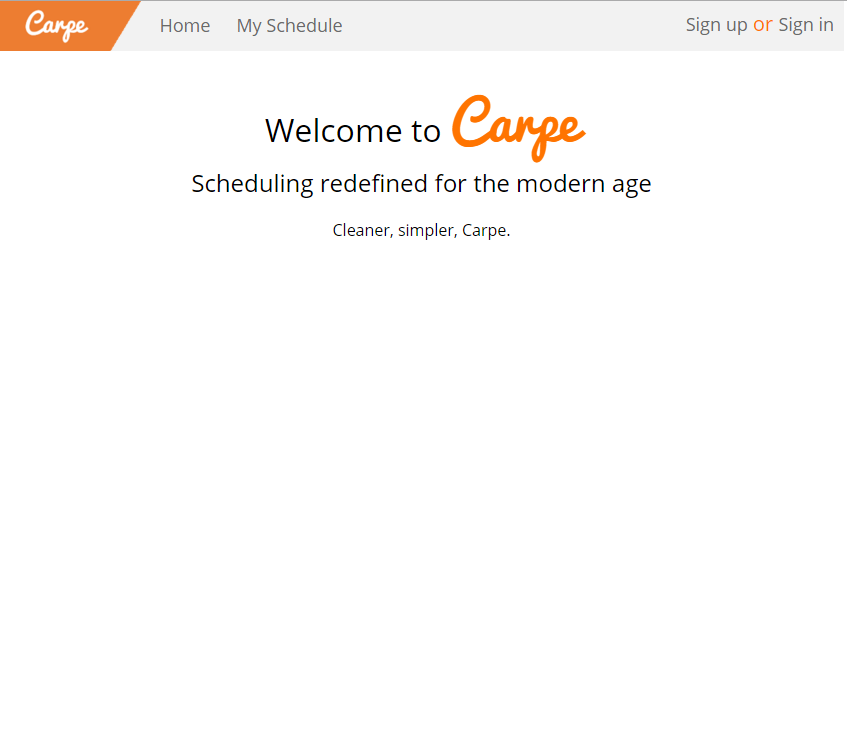 Carpe Home My Schedule Sign up or Sign in
Welcome to Carpe
Scheduling redefined for the modern age
Cleaner, simpler, Carpe.